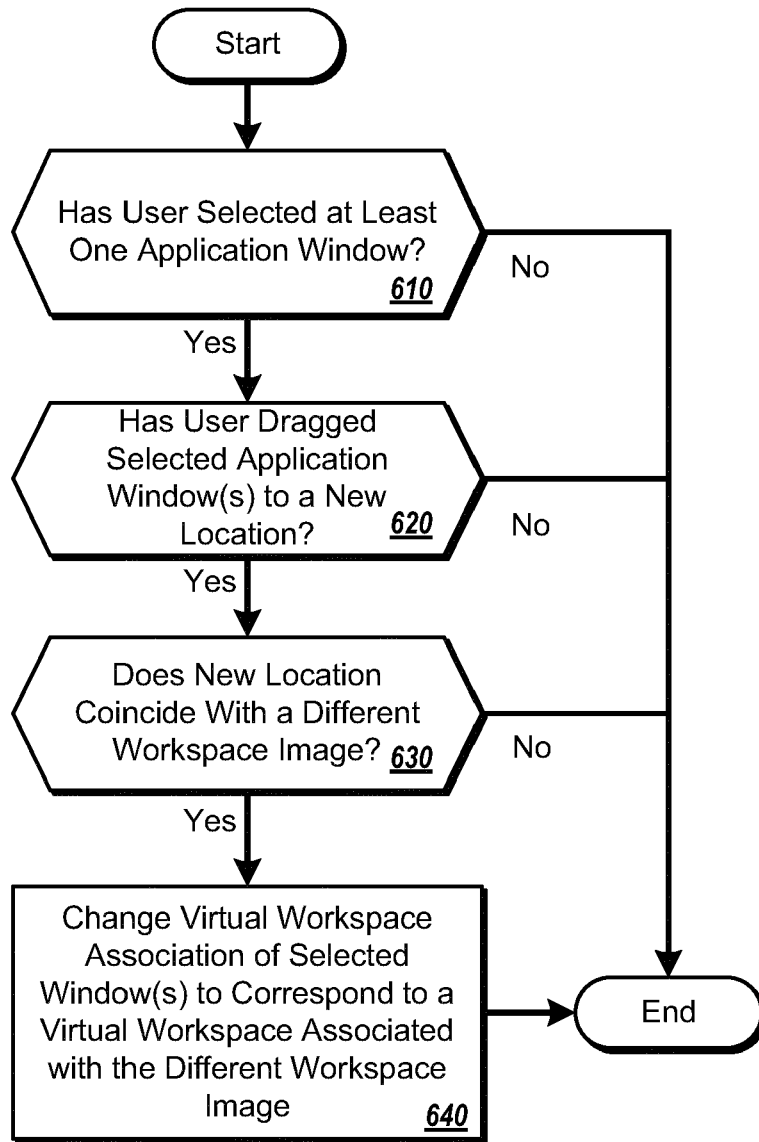 Start
Has User Selected at Least
One Application Window?
610
No
Yes
Has User Dragged
Selected Application
Window(s) to a New
Location?
620
No
Yes
Does New Location
Coincide With a Different
Workspace Image?
630
No
Yes
Change Virtual Workspace
Association of Selected
Window(s) to Correspond to a
Virtual Workspace Associated
with the Different Workspace
Image
640
End